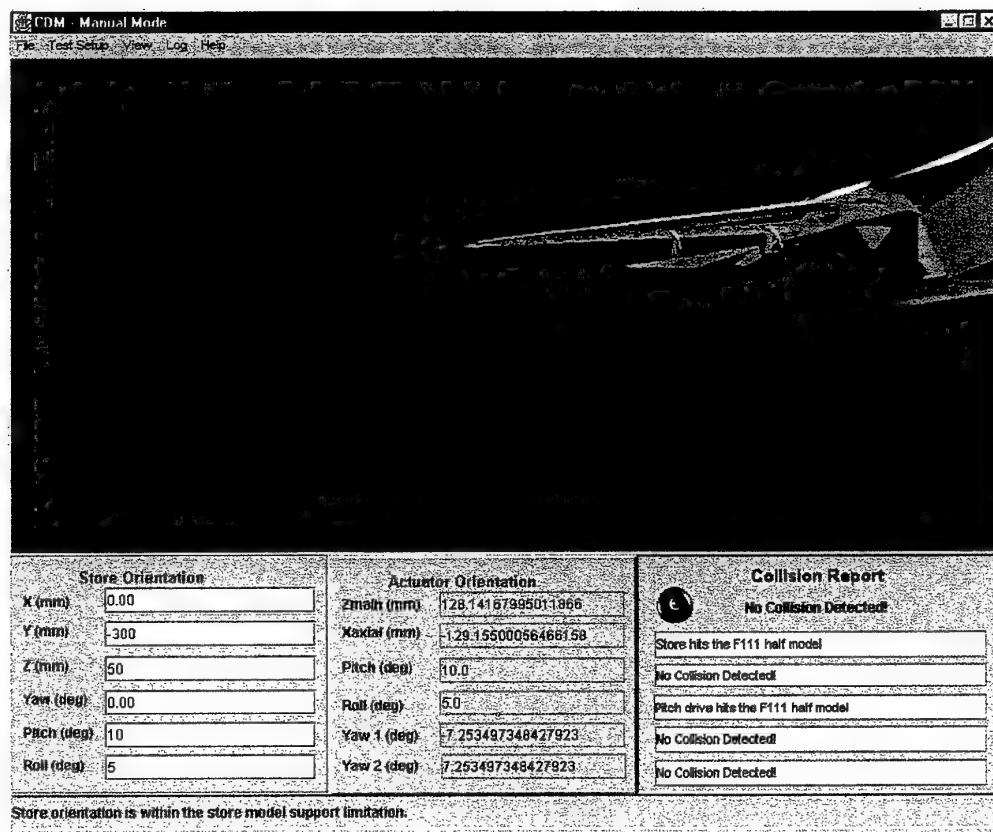 CDM - Manual Mode
File Test Setup View Log Help
Store Orientation
X (mm) 0.00
Y (mm) -300
Z (mm) 50
Yaw (deg) 0.00
Pitch (deg) 10
Roll (deg) 5
Actuator Orientation
Zmain (mm) 128.14167995011866
Xaxial (mm) -129.15500056466158
Pitch (deg) 10.0
Roll (deg) 5.0
Yaw 1 (deg) -7.253497348427923
Yaw 2 (deg) 7.253497348427923
Collision Report
No Collision Detected!
Store hits the F111 half model
No Collision Detected!
Pitch drive hits the F111 half model
No Collision Detected!
No Collision Detected!
Store orientation is within the store model support limitation.